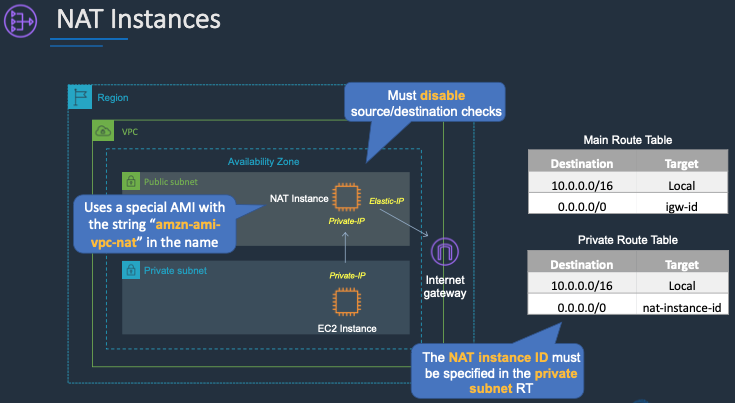 NAT Instances
Region
Must disable
source/destination checks
VPC
Availability Zone
Public subnet
NAT Instance
Elastic-IP
Private-IP
Uses a special AMI with
the string “amzn-ami-
vpc-nat” in the name
Private subnet
Private-IP
EC2 Instance
Internet
gateway
Main Route Table
Destination Target
10.0.0.0/16 Local
0.0.0.0/0 igw-id
Private Route Table
Destination Target
10.0.0.0/16 Local
0.0.0.0/0 nat-instance-id
The NAT instance ID must
be specified in the private
subnet RT